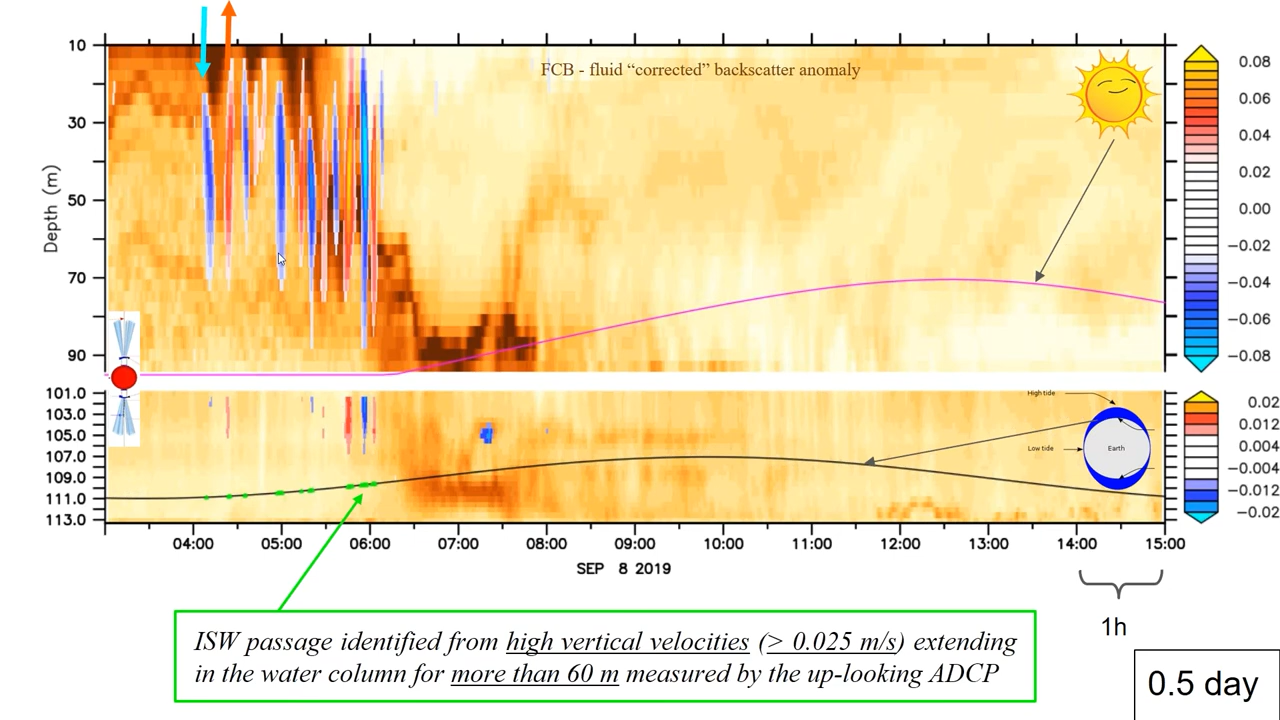 FCB - fluid “corrected” backscatter anomaly
Depth (m)
10
30
50
70
90
0.08
0.06
0.04
0.02
0.00
−0.02
−0.04
−0.06
−0.08
101.0
103.0
105.0
107.0
109.0
111.0
113.0
High tide
Low tide
Earth
0.02
0.012
0.004
−0.004
−0.012
−0.02
04:00 05:00 06:00 07:00 08:00 09:00 10:00 11:00 12:00 13:00 14:00 15:00
SEP 8 2019
1h
ISW passage identified from high vertical velocities (> 0.025 m/s) extending
in the water column for more than 60 m measured by the up-looking ADCP
0.5 day